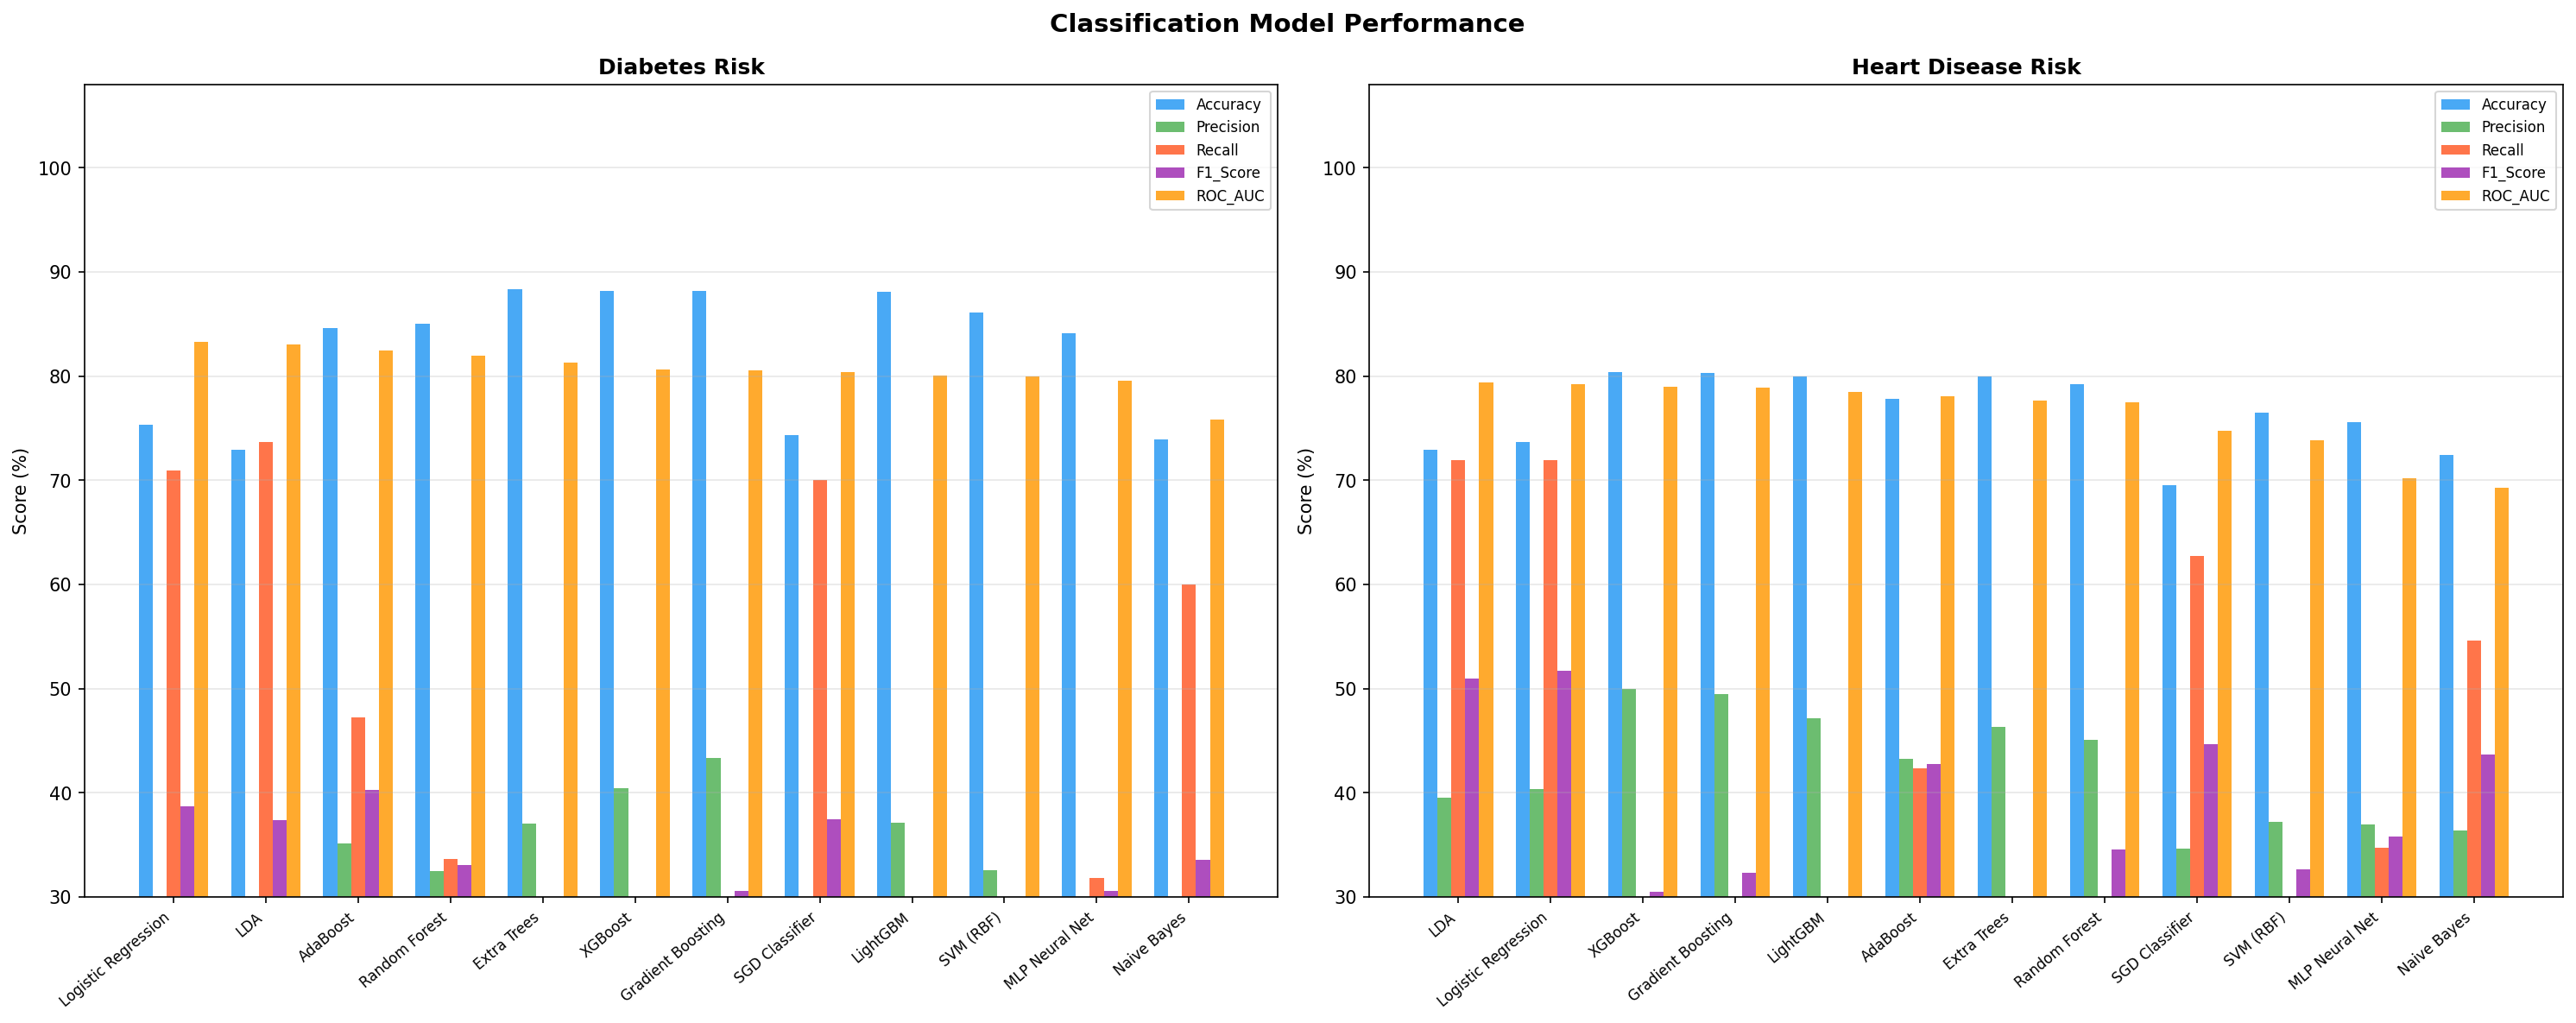 Classification Model Performance
Diabetes Risk
Score (%)
100
90
80
70
60
50
40
30
Accuracy
Precision
Recall
F1_Score
ROC_AUC
Logistic Regression
LDA
AdaBoost
Random Forest
Extra Trees
XGBoost
Gradient Boosting
SGD Classifier
LightGBM
SVM (RBF)
MLP Neural Net
Naive Bayes
Heart Disease Risk
Score (%)
100
90
80
70
60
50
40
30
Accuracy
Precision
Recall
F1_Score
ROC_AUC
LDA
Logistic Regression
XGBoost
Gradient Boosting
LightGBM
AdaBoost
Extra Trees
Random Forest
SGD Classifier
SVM (RBF)
MLP Neural Net
Naive Bayes